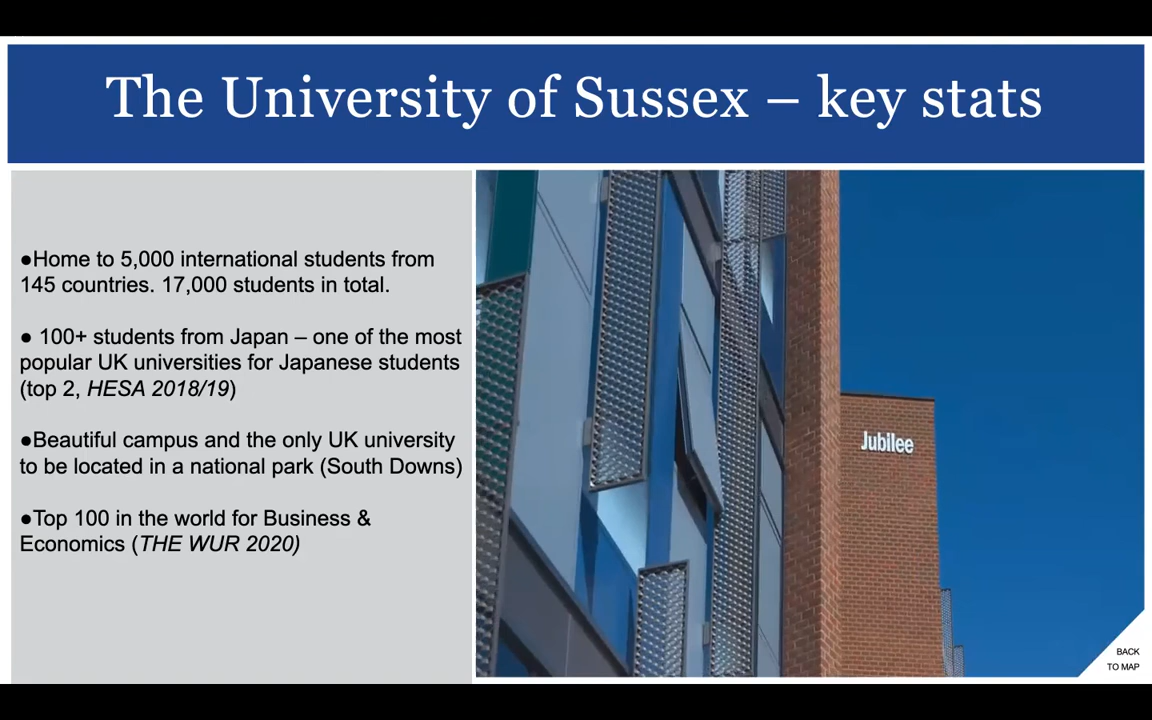 The University of Sussex – key stats
●Home to 5,000 international students from
145 countries. 17,000 students in total.
● 100+ students from Japan – one of the most
popular UK universities for Japanese students
(top 2, HESA 2018/19)
●Beautiful campus and the only UK university
to be located in a national park (South Downs)
●Top 100 in the world for Business &
Economics (THE WUR 2020)
Jubilee
BACK
TO MAP